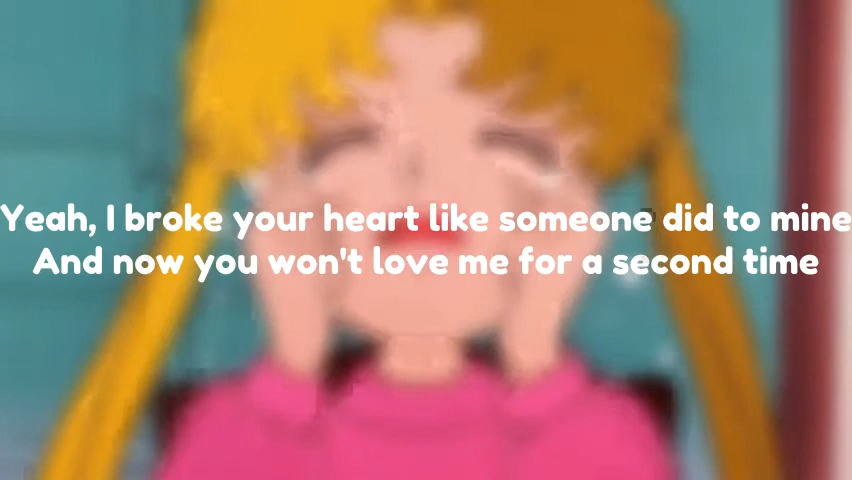 Yeah, I broke your heart like someone did to mine
And now you won't love me for a second time